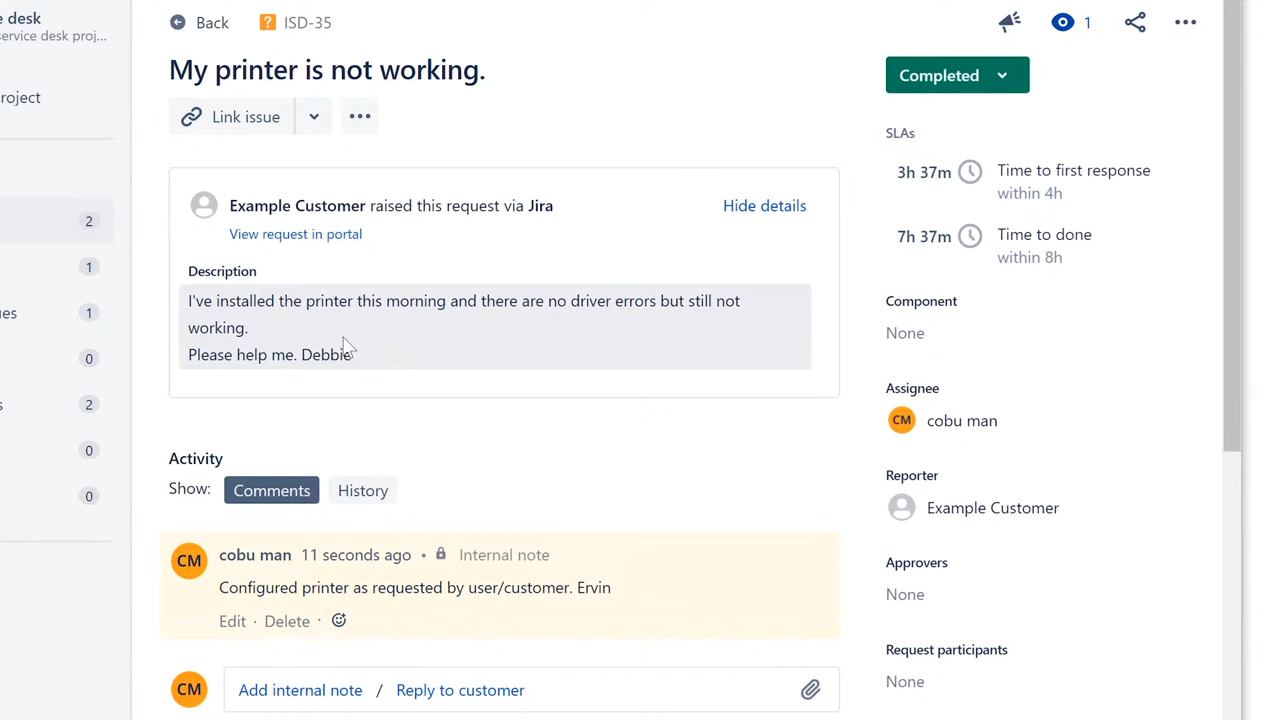 e desk
service desk proj...
roject
2
1
ues 1
0
s 2
0
0
Back ISD-35
1
My printer is not working.
Link issue
Example Customer raised this request via Jira Hide details
View request in portal
Description
I've installed the printer this morning and there are no driver errors but still not
working.
Please help me. Debbie
Activity
Show: Comments History
CM cobu man 11 seconds ago • Internal note
Configured printer as requested by user/customer. Ervin
Edit · Delete ·
CM Add internal note / Reply to customer
Completed
SLAs
3h 37m Time to first response
within 4h
7h 37m Time to done
within 8h
Component
None
Assignee
CM cobu man
Reporter
Example Customer
Approvers
None
Request participants
None